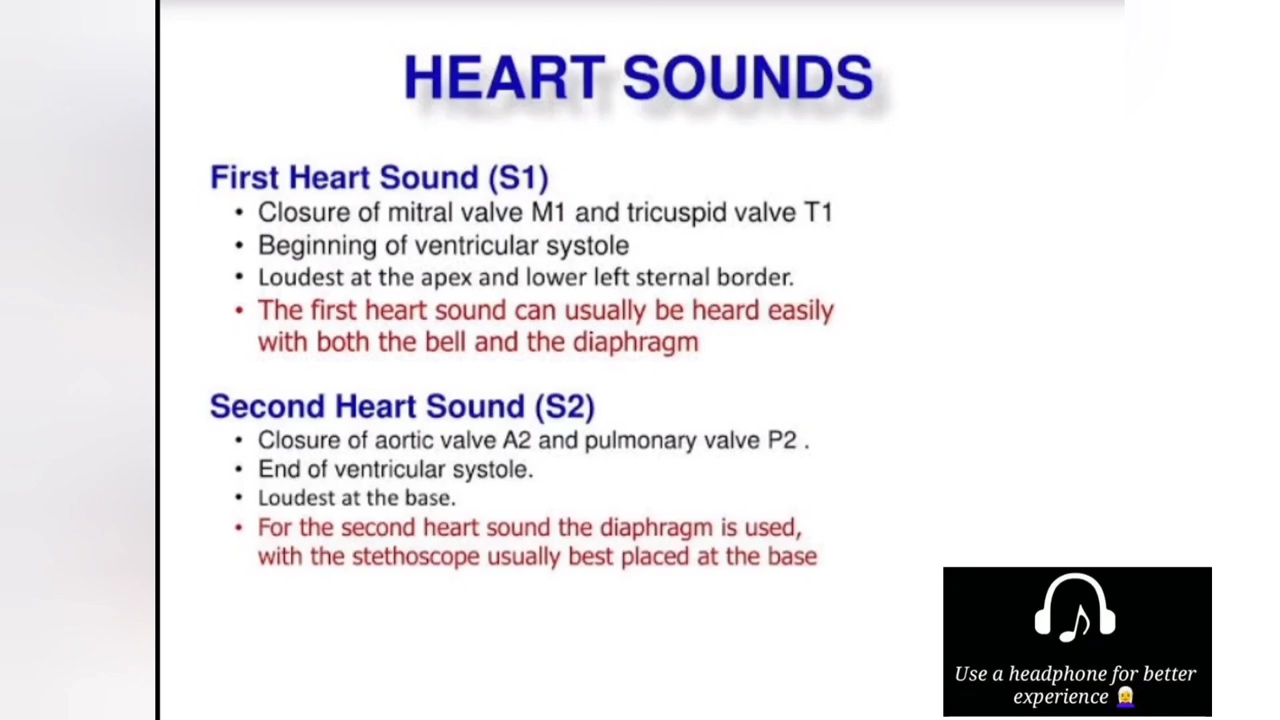 HEART SOUNDS
First Heart Sound (S1)
• Closure of mitral valve M1 and tricuspid valve T1
• Beginning of ventricular systole
• Loudest at the apex and lower left sternal border.
• The first heart sound can usually be heard easily
with both the bell and the diaphragm
Second Heart Sound (S2)
• Closure of aortic valve A2 and pulmonary valve P2 .
• End of ventricular systole.
• Loudest at the base.
• For the second heart sound the diaphragm is used,
with the stethoscope usually best placed at the base
Use a headphone for better
experience 👩‍🦳